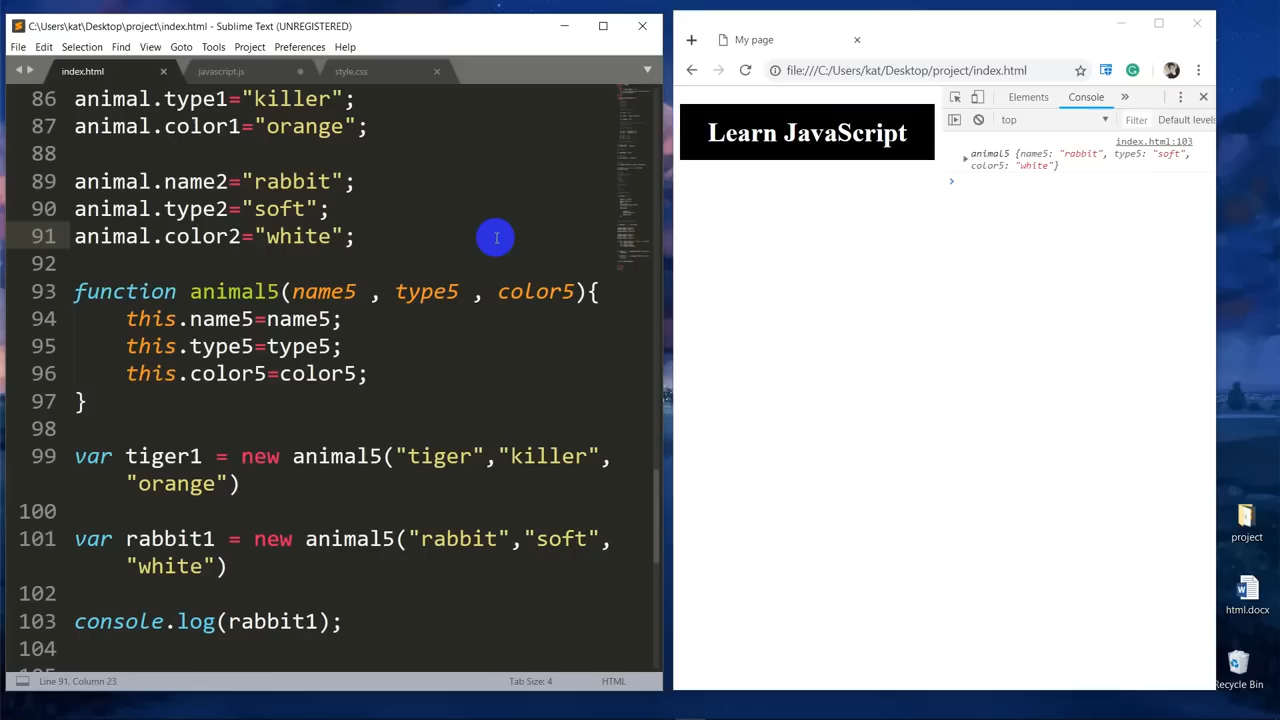 C:\Users\kat\Desktop\project\index.html - Sublime Text (UNREGISTERED)
File Edit Selection Find View Goto Tools Project Preferences Help
index.html javascript.js style.css
86 animal.type1="killer";
87 animal.color1="orange";
88
89 animal.name2="rabbit";
90 animal.type2="soft";
91 animal.color2="white";
92
93 function animal5(name5 , type5 , color5){
94 this.name5=name5;
95 this.type5=type5;
96 this.color5=color5;
97 }
98
99 var tiger1 = new animal5("tiger","killer",
"orange")
100
101 var rabbit1 = new animal5("rabbit","soft",
"white")
102
103 console.log(rabbit1);
104
Line 91, Column 23 Tab Size: 4 HTML
My page
file:///C:/Users/kat/Desktop/project/index.html
Learn JavaScript
Elements Console »
top Filter Default levels
index.html:103
animal5 {name5: "rabbit", type5: "soft",
color5: "white"}
project
html.docx
Recycle Bin